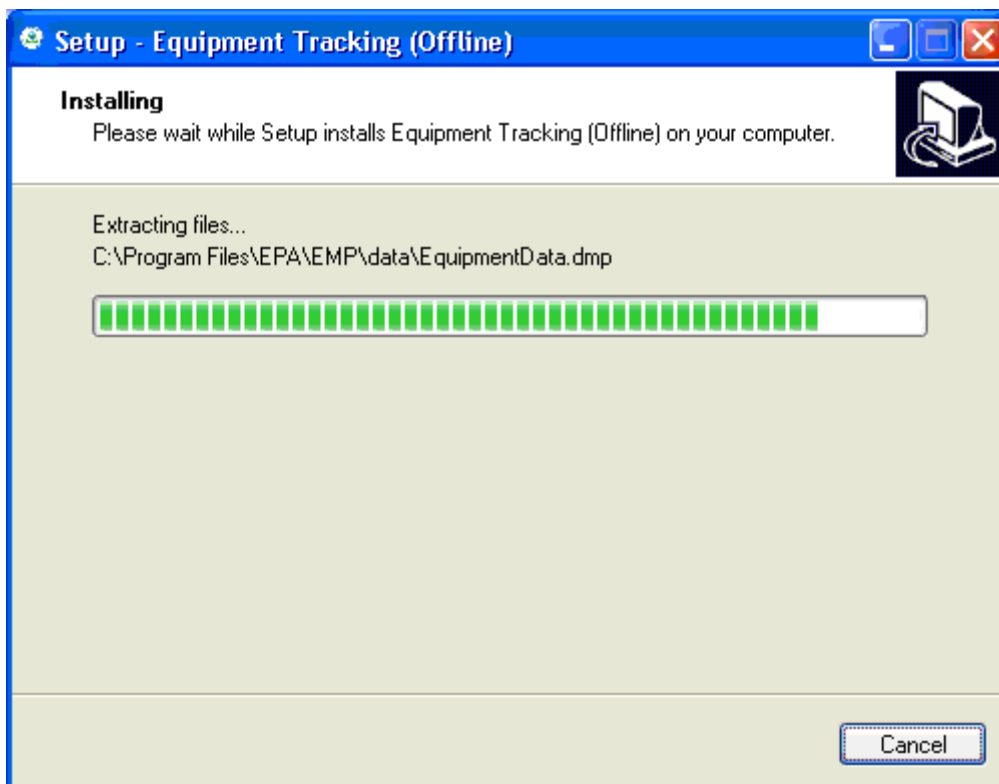 Setup - Equipment Tracking (Offline)
Installing
Please wait while Setup installs Equipment Tracking (Offline) on your computer.
Extracting files...
C:\Program Files\EPA\EMP\data\EquipmentData.dmp
Cancel